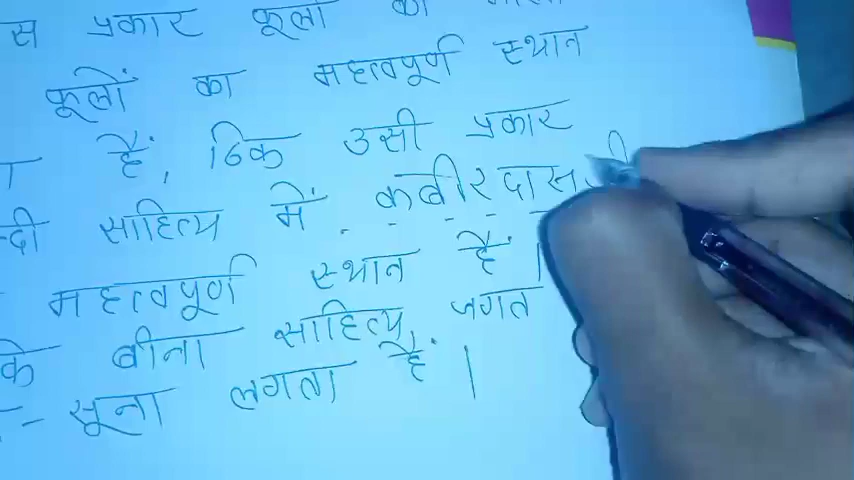 स प्रकार फूलों का
फूलों का महत्वपूर्ण स्थान
है, ठिक उसी प्रकार
न्दी साहित्य में कबीरदास
महत्वपूर्ण स्थान है।
के बीना साहित्य जगत
सूना लगता है।